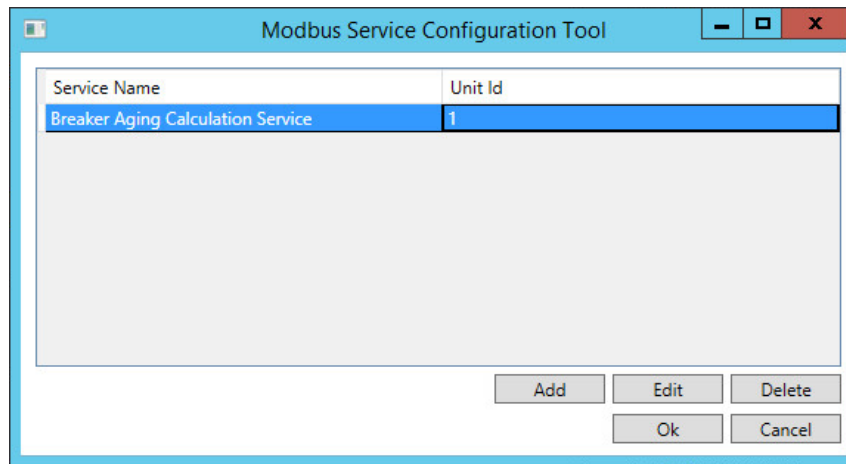 Modbus Service Configuration Tool
Service Name Unit Id
Breaker Aging Calculation Service 1
Add Edit Delete
Ok Cancel